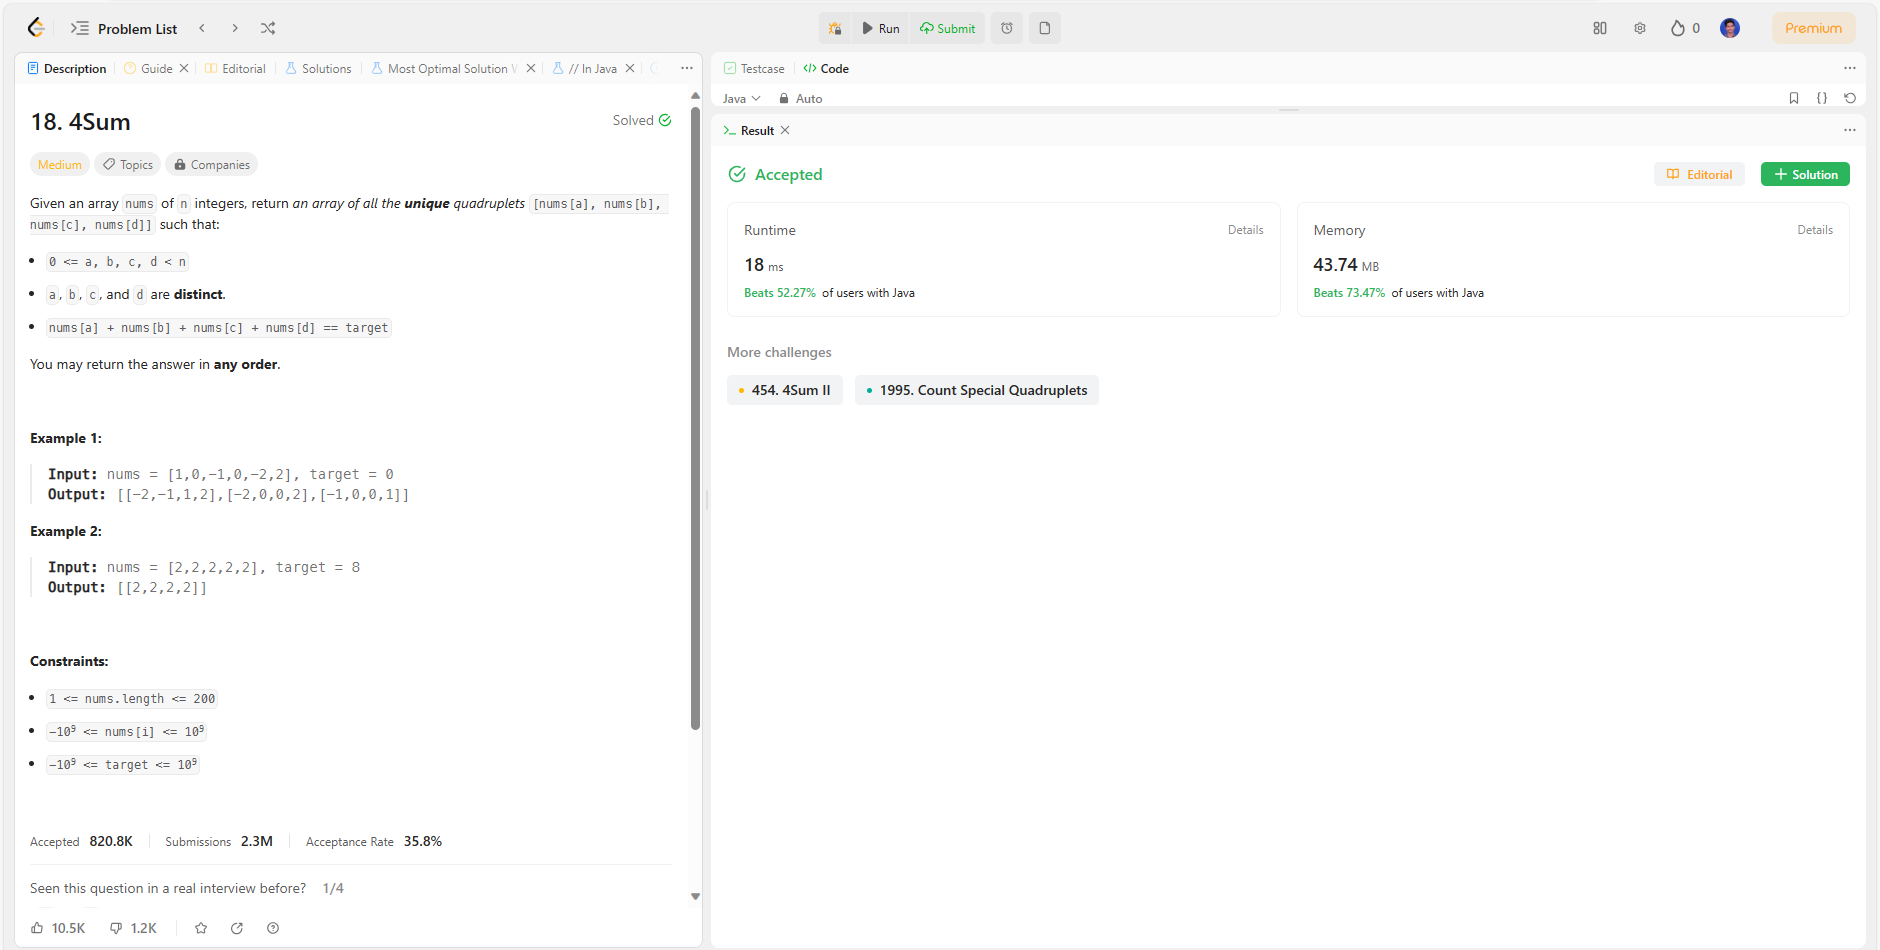 Problem List
Run
Submit
0
Premium
Description
Guide
Editorial
Solutions
Most Optimal Solution
// In Java
18. 4Sum
Solved
Medium
Topics
Companies
Given an array nums of n integers, return an array of all the unique quadruplets [nums[a], nums[b],
nums[c], nums[d]] such that:
0 <= a, b, c, d < n
a, b, c, and d are distinct.
nums[a] + nums[b] + nums[c] + nums[d] == target
You may return the answer in any order.
Example 1:
Input: nums = [1,0,-1,0,-2,2], target = 0
Output: [[-2,-1,1,2],[-2,0,0,2],[-1,0,0,1]]
Example 2:
Input: nums = [2,2,2,2,2], target = 8
Output: [[2,2,2,2]]
Constraints:
1 <= nums.length <= 200
-10⁹ <= nums[i] <= 10⁹
-10⁹ <= target <= 10⁹
Accepted 820.8K Submissions 2.3M Acceptance Rate 35.8%
Seen this question in a real interview before? 1/4
10.5K 1.2K
Testcase
Code
Java
Auto
Result
Accepted
Editorial
Solution
Runtime
Details
18 ms
Beats 52.27% of users with Java
Memory
Details
43.74 MB
Beats 73.47% of users with Java
More challenges
454. 4Sum II
1995. Count Special Quadruplets